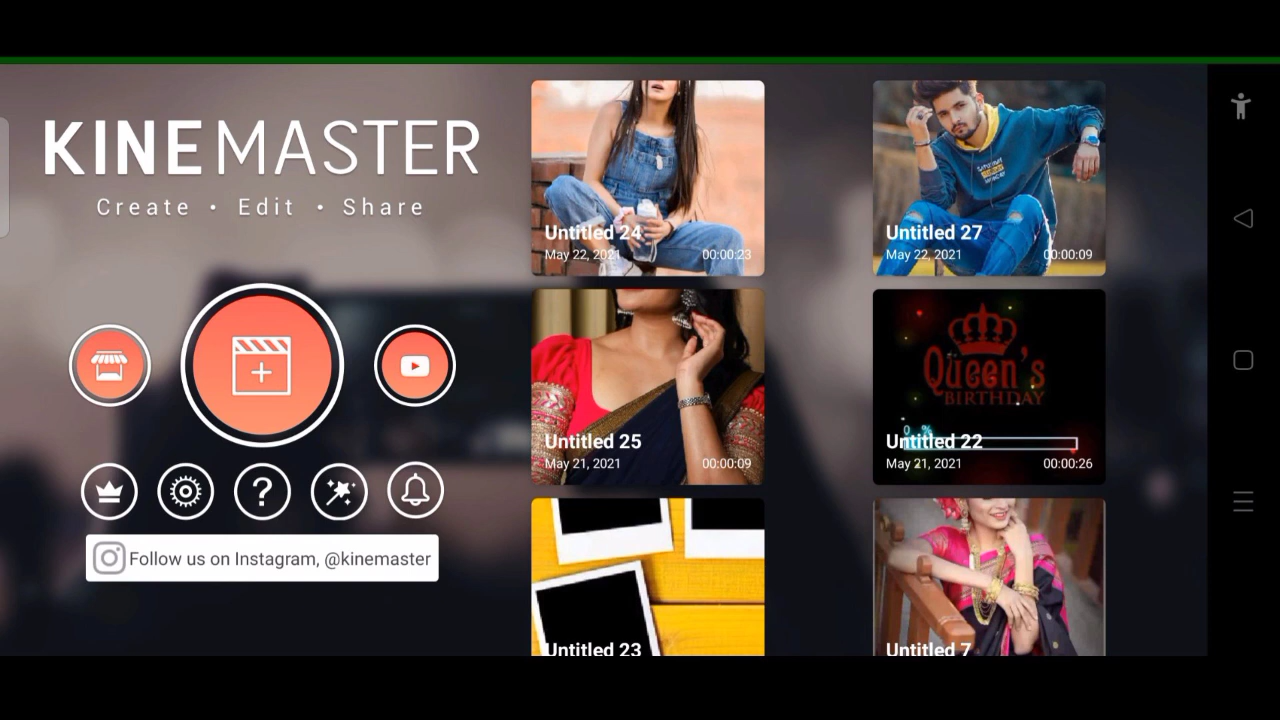 KINEMASTER
Create • Edit • Share
Follow us on Instagram, @kinemaster
Untitled 24
May 22, 2021 00:00:23
Untitled 27
May 22, 2021 00:00:09
Untitled 25
May 21, 2021 00:00:09
Queen's
BIRTHDAY
0 %
Untitled 22
May 21, 2021 00:00:26
Untitled 23
Untitled 7